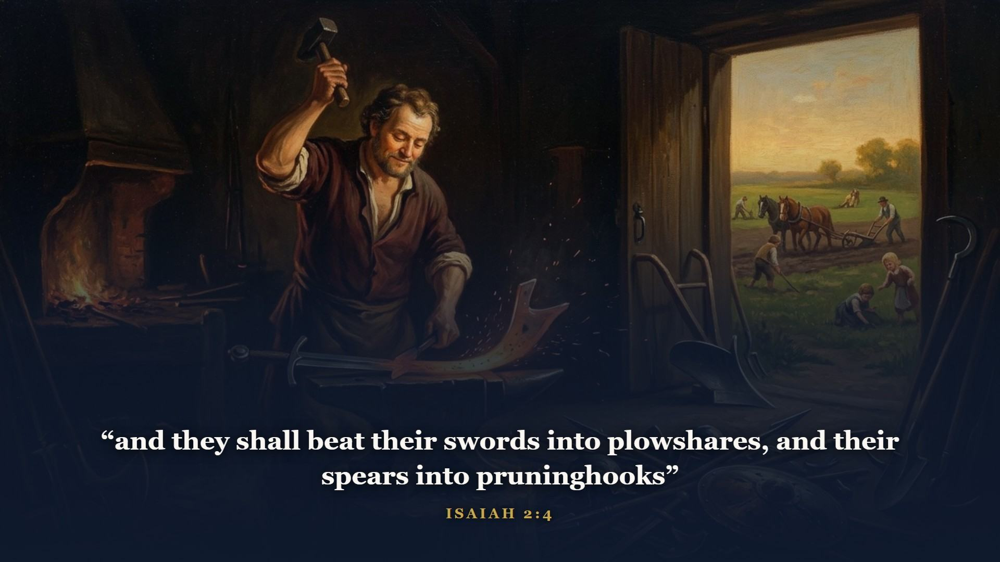 “and they shall beat their swords into plowshares, and their
spears into pruninghooks”
ISAIAH 2:4